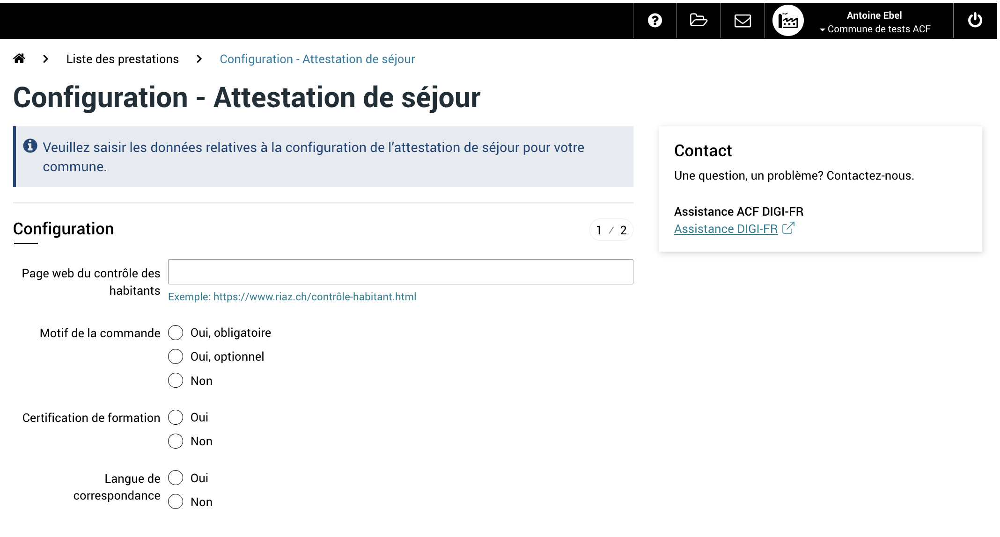 Antoine Ebel
Commune de tests ACF
Liste des prestations
Configuration - Attestation de séjour
Configuration - Attestation de séjour
Veuillez saisir les données relatives à la configuration de l'attestation de séjour pour votre
commune.
Contact
Une question, un problème? Contactez-nous.
Assistance ACF DIGI-FR
Assistance DIGI-FR
Configuration
1 / 2
Page web du contrôle des
habitants
Exemple: https://www.riaz.ch/contrôle-habitant.html
Motif de la commande
Oui, obligatoire
Oui, optionnel
Non
Certification de formation
Oui
Non
Langue de
correspondance
Oui
Non